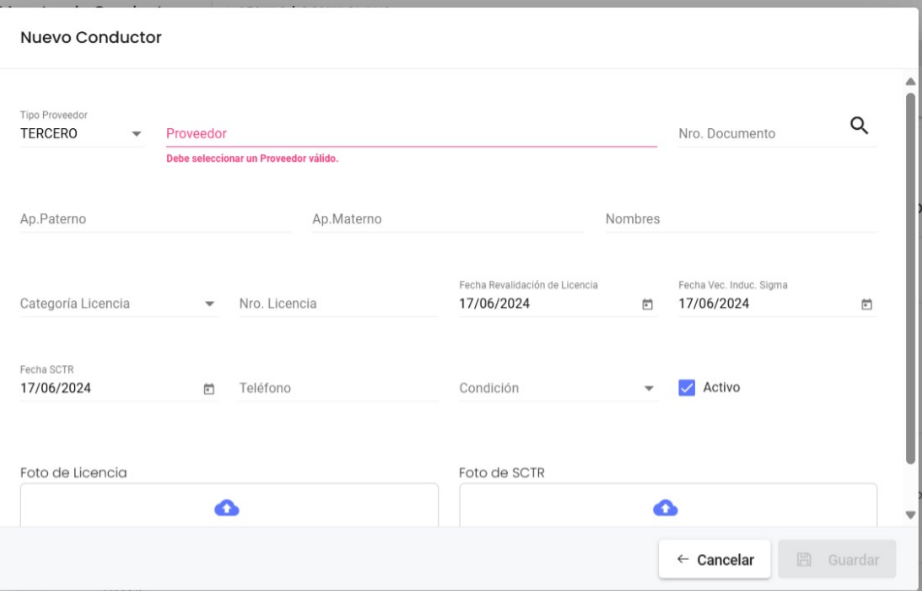 Nuevo Conductor
Tipo Proveedor
TERCERO
Proveedor
Nro. Documento
Debe seleccionar un Proveedor válido.
Ap.Paterno
Ap.Materno
Nombres
Fecha Revalidación de Licencia
Fecha Vec. Induc. Sigma
Categoría Licencia
Nro. Licencia
17/06/2024
17/06/2024
Fecha SCTR
17/06/2024
Teléfono
Condición
Activo
Foto de Licencia
Foto de SCTR
Cancelar
Guardar